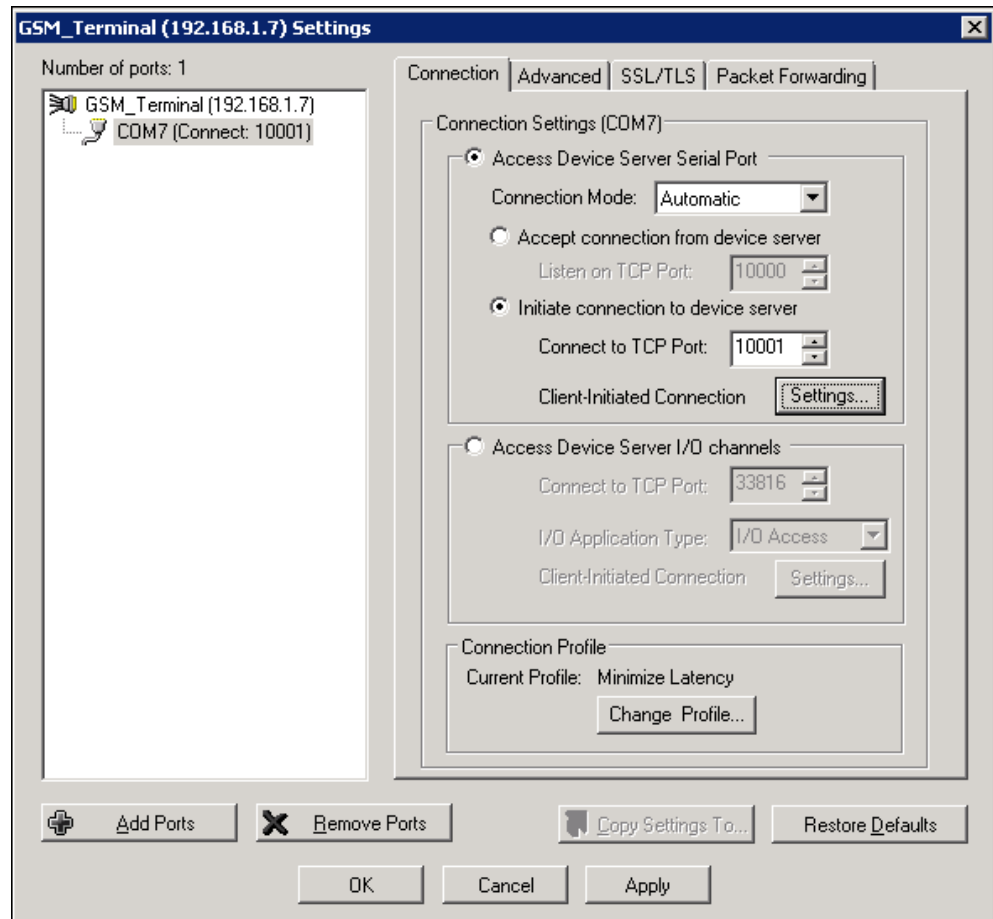 GSM_Terminal (192.168.1.7) Settings
Number of ports: 1
GSM_Terminal (192.168.1.7)
COM7 (Connect: 10001)
Connection Advanced SSL/TLS Packet Forwarding
Connection Settings (COM7)
Access Device Server Serial Port
Connection Mode: Automatic
Accept connection from device server
Listen on TCP Port: 10000
Initiate connection to device server
Connect to TCP Port: 10001
Client-Initiated Connection Settings...
Access Device Server I/O channels
Connect to TCP Port: 33816
I/O Application Type: I/O Access
Client-Initiated Connection Settings...
Connection Profile
Current Profile: Minimize Latency
Change Profile...
Add Ports Remove Ports Copy Settings To... Restore Defaults
OK Cancel Apply